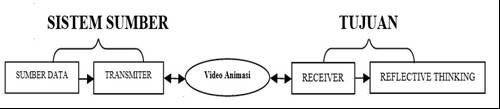 SISTEM SUMBER
TUJUAN
SUMBER DATA
TRANSMITER
Video Animasi
RECEIVER
REFLECTIVE THINKING